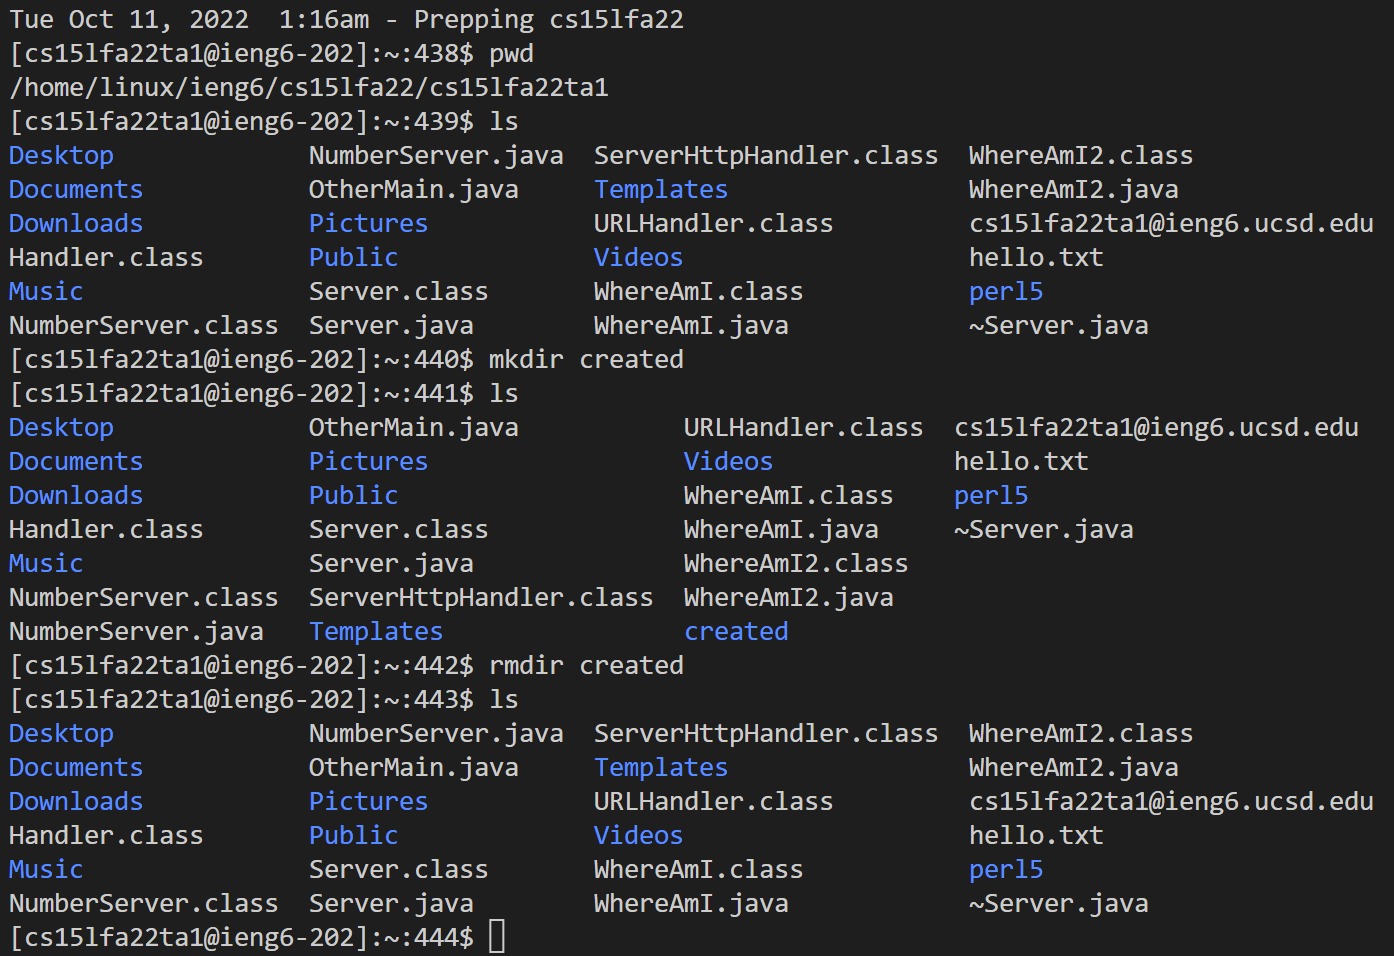 Tue Oct 11, 2022  1:16am - Prepping cs15lfa22
[cs15lfa22ta1@ieng6-202]:~:438$ pwd
/home/linux/ieng6/cs15lfa22/cs15lfa22ta1
[cs15lfa22ta1@ieng6-202]:~:439$ ls
Desktop             NumberServer.java  ServerHttpHandler.class  WhereAmI2.class
Documents           OtherMain.java     Templates                WhereAmI2.java
Downloads           Pictures           URLHandler.class         cs15lfa22ta1@ieng6.ucsd.edu
Handler.class       Public             Videos                   hello.txt
Music               Server.class       WhereAmI.class           perl5
NumberServer.class  Server.java        WhereAmI.java            ~Server.java
[cs15lfa22ta1@ieng6-202]:~:440$ mkdir created
[cs15lfa22ta1@ieng6-202]:~:441$ ls
Desktop             OtherMain.java           URLHandler.class  cs15lfa22ta1@ieng6.ucsd.edu
Documents           Pictures                 Videos            hello.txt
Downloads           Public                   WhereAmI.class    perl5
Handler.class       Server.class             WhereAmI.java     ~Server.java
Music               Server.java              WhereAmI2.class
NumberServer.class  ServerHttpHandler.class  WhereAmI2.java
NumberServer.java   Templates                created
[cs15lfa22ta1@ieng6-202]:~:442$ rmdir created
[cs15lfa22ta1@ieng6-202]:~:443$ ls
Desktop             NumberServer.java  ServerHttpHandler.class  WhereAmI2.class
Documents           OtherMain.java     Templates                WhereAmI2.java
Downloads           Pictures           URLHandler.class         cs15lfa22ta1@ieng6.ucsd.edu
Handler.class       Public             Videos                   hello.txt
Music               Server.class       WhereAmI.class           perl5
NumberServer.class  Server.java        WhereAmI.java            ~Server.java
[cs15lfa22ta1@ieng6-202]:~:444$